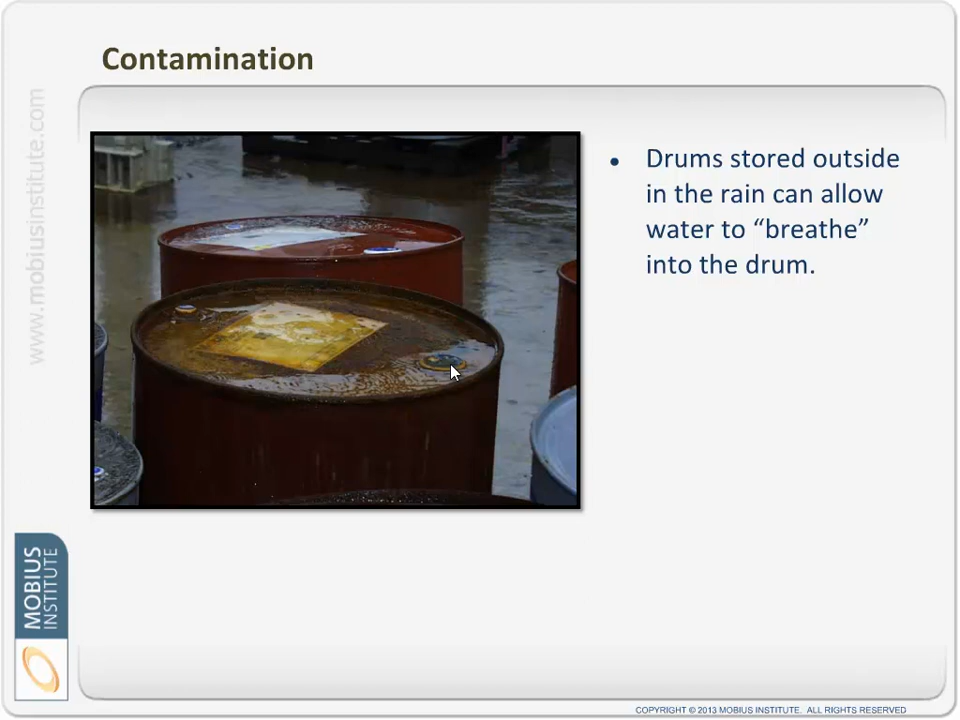 Contamination
www.mobiusinstitute.com
• Drums stored outside
in the rain can allow
water to “breathe”
into the drum.
MOBIUS
INSTITUTE
COPYRIGHT © 2013 MOBIUS INSTITUTE. ALL RIGHTS RESERVED